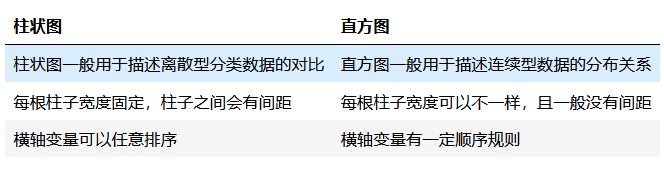 柱状图 直方图
柱状图一般用于描述离散型分类数据的对比 直方图一般用于描述连续型数据的分布关系
每根柱子宽度固定，柱子之间会有间距 每根柱子宽度可以不一样，且一般没有间距
横轴变量可以任意排序 横轴变量有一定顺序规则